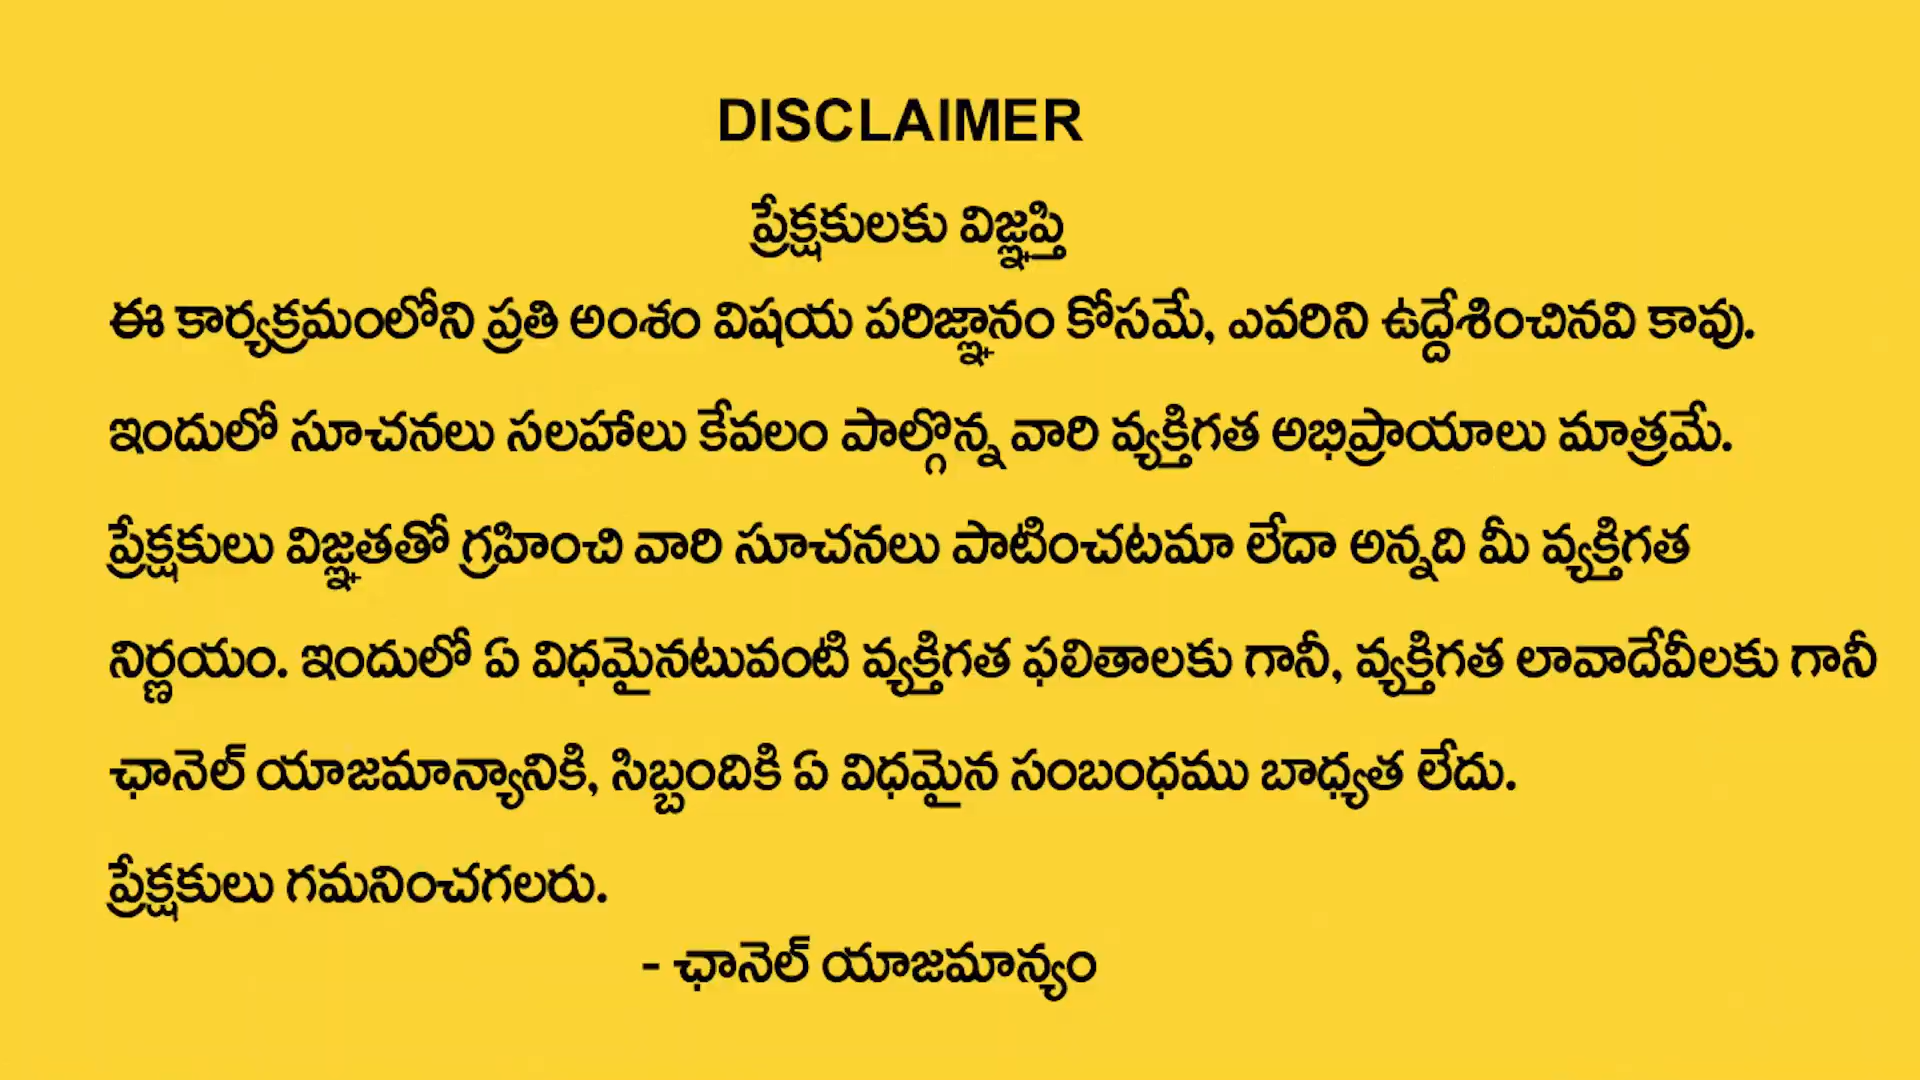 DISCLAIMER
ప్రేక్షకులకు విజ్ఞప్తి
ఈ కార్యక్రమంలోని ప్రతి అంశం విషయ పరిజ్ఞానం కోసమే, ఎవరిని ఉద్దేశించినవి కావు.
ఇందులో సూచనలు సలహాలు కేవలం పాల్గొన్న వారి వ్యక్తిగత అభిప్రాయాలు మాత్రమే.
ప్రేక్షకులు విజ్ఞతతో గ్రహించి వారి సూచనలు పాటించటమా లేదా అన్నది మీ వ్యక్తిగత
నిర్ణయం. ఇందులో ఏ విధమైనటువంటి వ్యక్తిగత ఫలితాలకు గానీ, వ్యక్తిగత లావాదేవీలకు గానీ
ఛానెల్ యాజమాన్యానికి, సిబ్బందికి ఏ విధమైన సంబంధము బాధ్యత లేదు.
ప్రేక్షకులు గమనించగలరు.
- ఛానెల్ యాజమాన్యం